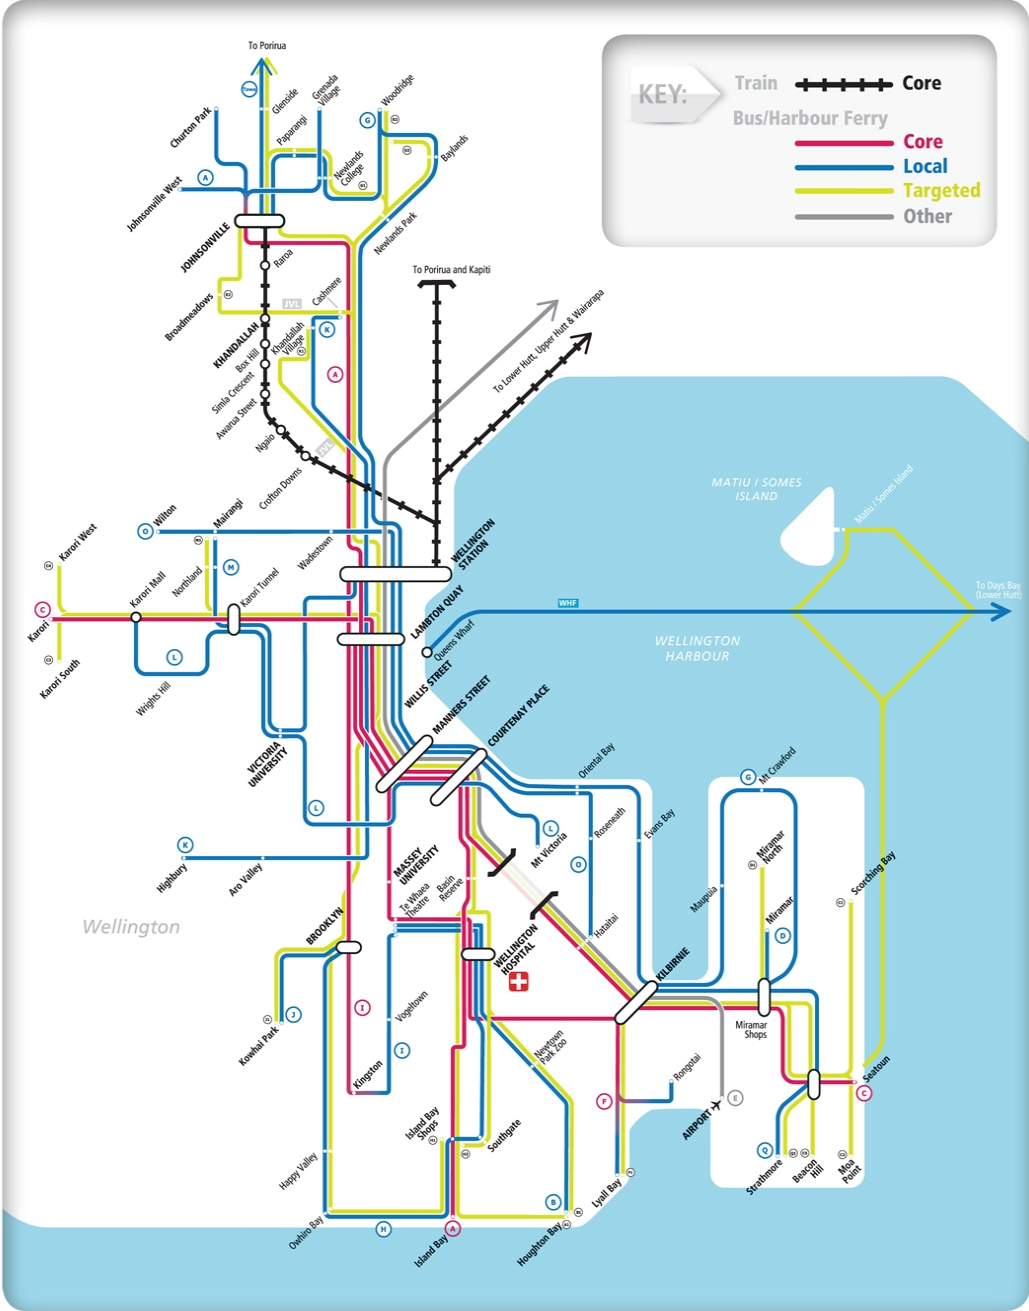 To Porirua
KEY:
Train
Core
Bus/Harbour Ferry
Core
Local
Targeted
Other
Churton Park
Glenside
Paparangi
Grenada
Village
Woodridge
G
Newlands
College
Baylands
A
Johnsonville West
JOHNSONVILLE
Newlands Park
Raroa
To Porirua and Kapiti
Cashmere
JVL
Broadmeadows
KHANDALLAH
Khandallah
Village
K
Box Hill
Simla Crescent
Awarua Street
A
To Lower Hutt, Upper Hutt & Wairarapa
Ngaio
JVL
Crofton Downs
MATIU / SOMES
ISLAND
Matiu / Somes Island
O
Wilton
Mairangi
Wadestown
WELLINGTON
STATION
Karori West
Karori Mall
Northland
M
Karori Tunnel
C
Karori
LAMBTON QUAY
WHF
To Days Bay
(Lower Hutt)
Queens Wharf
WELLINGTON
HARBOUR
Karori South
L
Wrights Hill
WILLIS STREET
MANNERS STREET
COURTENAY PLACE
VICTORIA
UNIVERSITY
Oriental Bay
G
Mt Crawford
L
L
Mt Victoria
Roseneath
Evans Bay
K
Highbury
Aro Valley
MASSEY
UNIVERSITY
O
Miramar
North
Te Whaea
Theatre
Basin
Reserve
Maupuia
Miramar
D
Scorching Bay
Wellington
BROOKLYN
WELLINGTON
HOSPITAL
Hataitai
KILBIRNIE
J
Kowhai Park
I
Vogeltown
I
Kingston
Newtown
Park Zoo
Miramar
Shops
Rongotai
F
AIRPORT
E
Seatoun
C
Island Bay
Shops
Southgate
Happy Valley
Q
Strathmore
Beacon
Hill
Moa
Point
Lyall Bay
B
Owhiro Bay
H
Island Bay
A
Houghton Bay